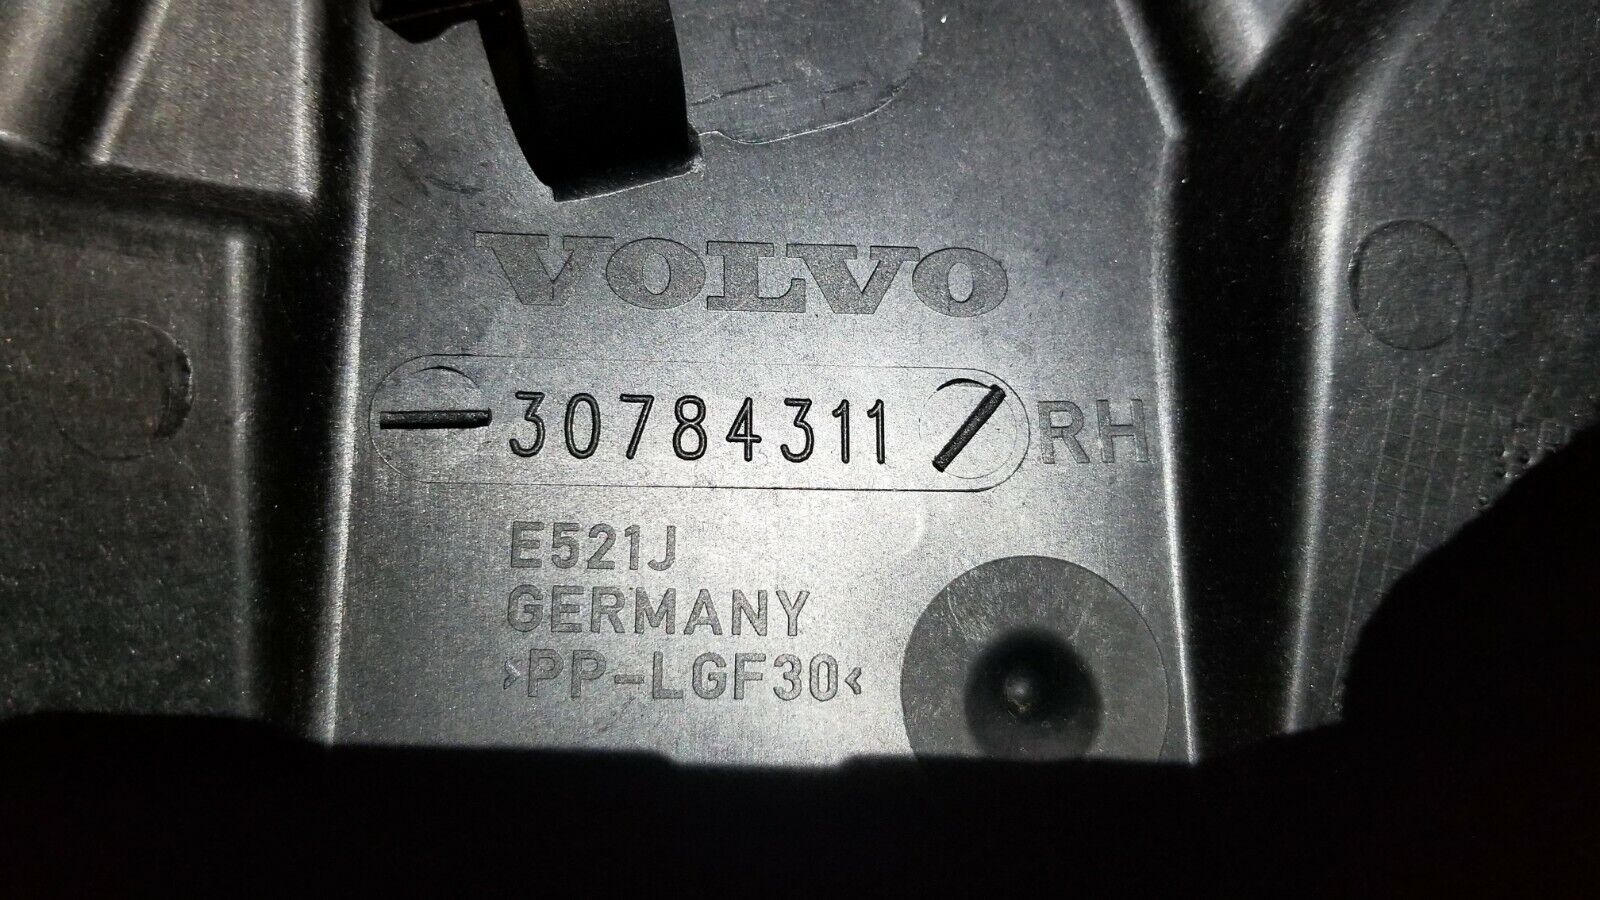 VOLVO
30784311 RH
E521J
GERMANY
>PP-LGF30<